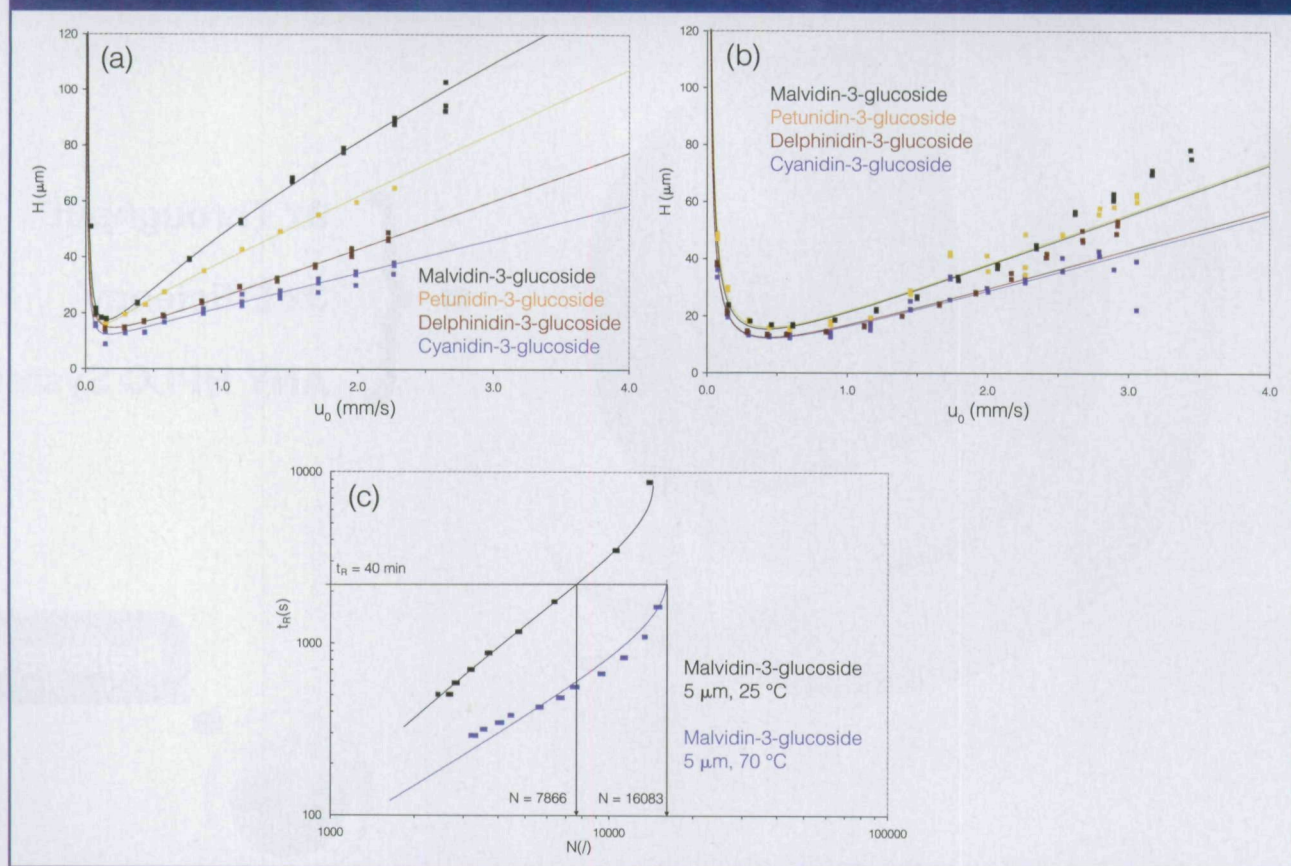 (a)
120
100
80
60
40
20
0
H (µm)
Malvidin-3-glucoside
Petunidin-3-glucoside
Delphinidin-3-glucoside
Cyanidin-3-glucoside
0.0 1.0 2.0 3.0 4.0
u₀ (mm/s)
(b)
120
100
80
60
40
20
0
H (µm)
Malvidin-3-glucoside
Petunidin-3-glucoside
Delphinidin-3-glucoside
Cyanidin-3-glucoside
0.0 1.0 2.0 3.0 4.0
u₀ (mm/s)
(c)
10000
1000
100
tR(s)
tR = 40 min
Malvidin-3-glucoside
5 µm, 25 °C
Malvidin-3-glucoside
5 µm, 70 °C
N = 7866 N = 16083
1000 10000 100000
N(/)